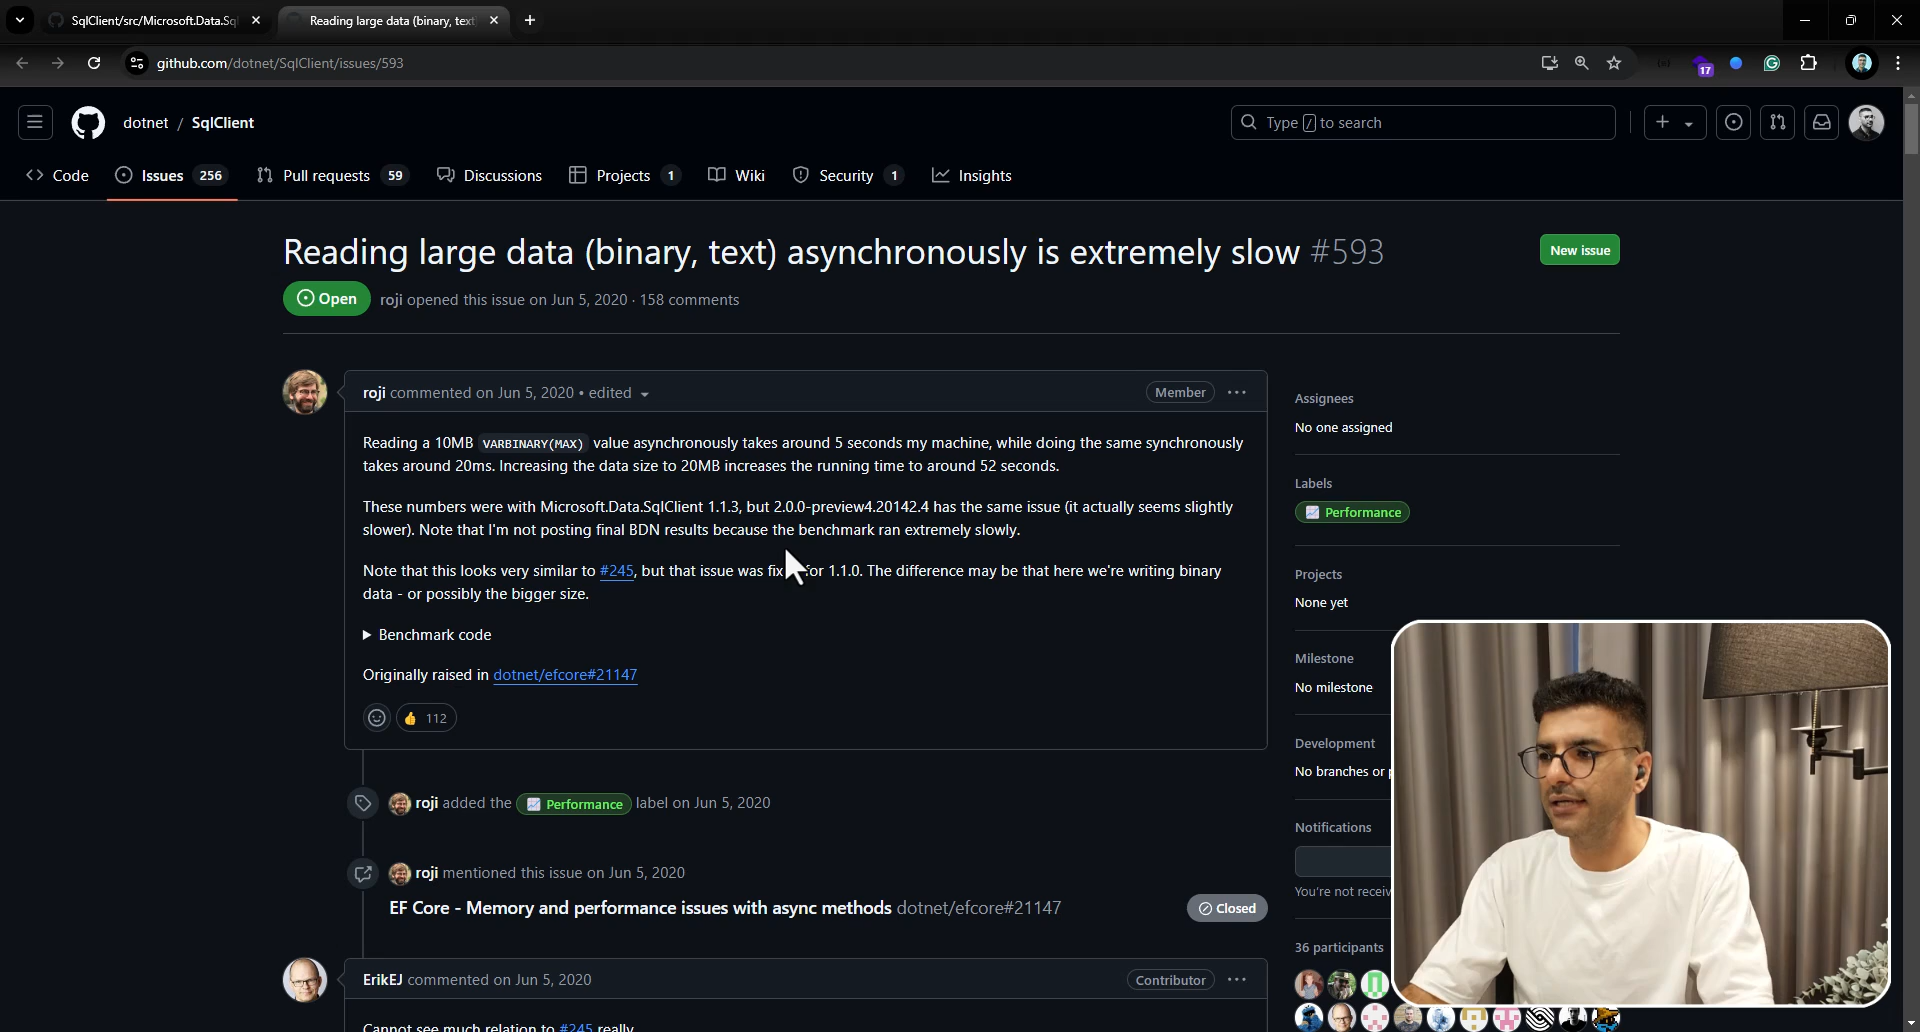 SqlClient/src/Microsoft.Data.Sq
Reading large data (binary, text
github.com/dotnet/SqlClient/issues/593
17
dotnet / SqlClient
Type / to search
Code
Issues 256
Pull requests 59
Discussions
Projects 1
Wiki
Security 1
Insights
Reading large data (binary, text) asynchronously is extremely slow #593
New issue
Open
roji opened this issue on Jun 5, 2020 · 158 comments
roji commented on Jun 5, 2020 • edited
Member
Reading a 10MB VARBINARY(MAX) value asynchronously takes around 5 seconds my machine, while doing the same synchronously
takes around 20ms. Increasing the data size to 20MB increases the running time to around 52 seconds.
These numbers were with Microsoft.Data.SqlClient 1.1.3, but 2.0.0-preview4.20142.4 has the same issue (it actually seems slightly
slower). Note that I'm not posting final BDN results because the benchmark ran extremely slowly.
Note that this looks very similar to #245, but that issue was fix for 1.1.0. The difference may be that here we're writing binary
data - or possibly the bigger size.
Benchmark code
Originally raised in dotnet/efcore#21147
112
Assignees
No one assigned
Labels
Performance
Projects
None yet
Milestone
No milestone
Development
No branches or
Notifications
You're not receiv
36 participants
roji added the Performance label on Jun 5, 2020
roji mentioned this issue on Jun 5, 2020
EF Core - Memory and performance issues with async methods dotnet/efcore#21147
Closed
ErikEJ commented on Jun 5, 2020
Contributor
Cannot see much relation to #245 really